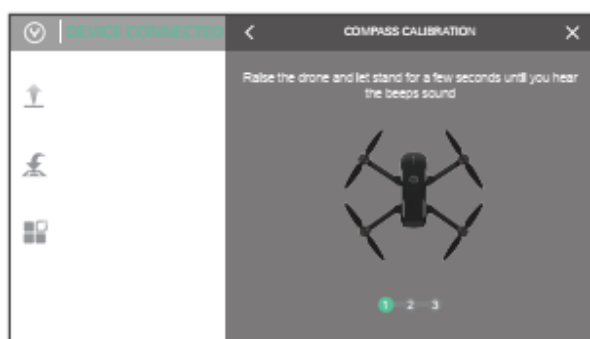 DEVICE CONNECTED
COMPASS CALIBRATION
Raise the drone and let stand for a few seconds until you hear
the beeps sound
1 2 3